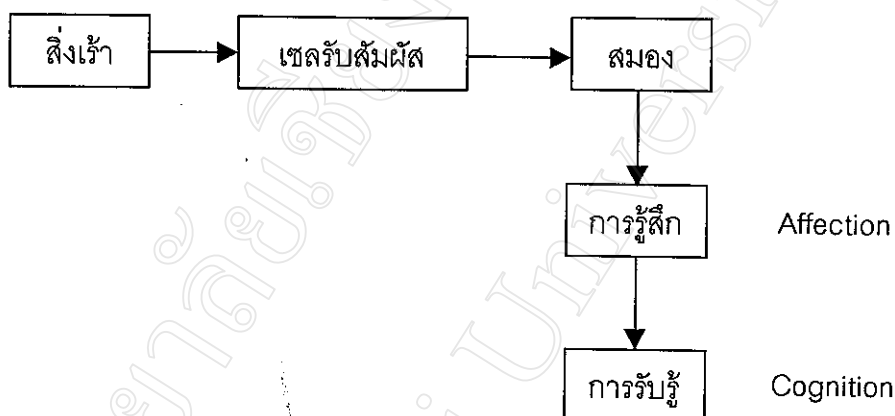 สิ่งเร้า เซลรับสัมผัส สมอง
การรู้สึก Affection
การรับรู้ Cognition